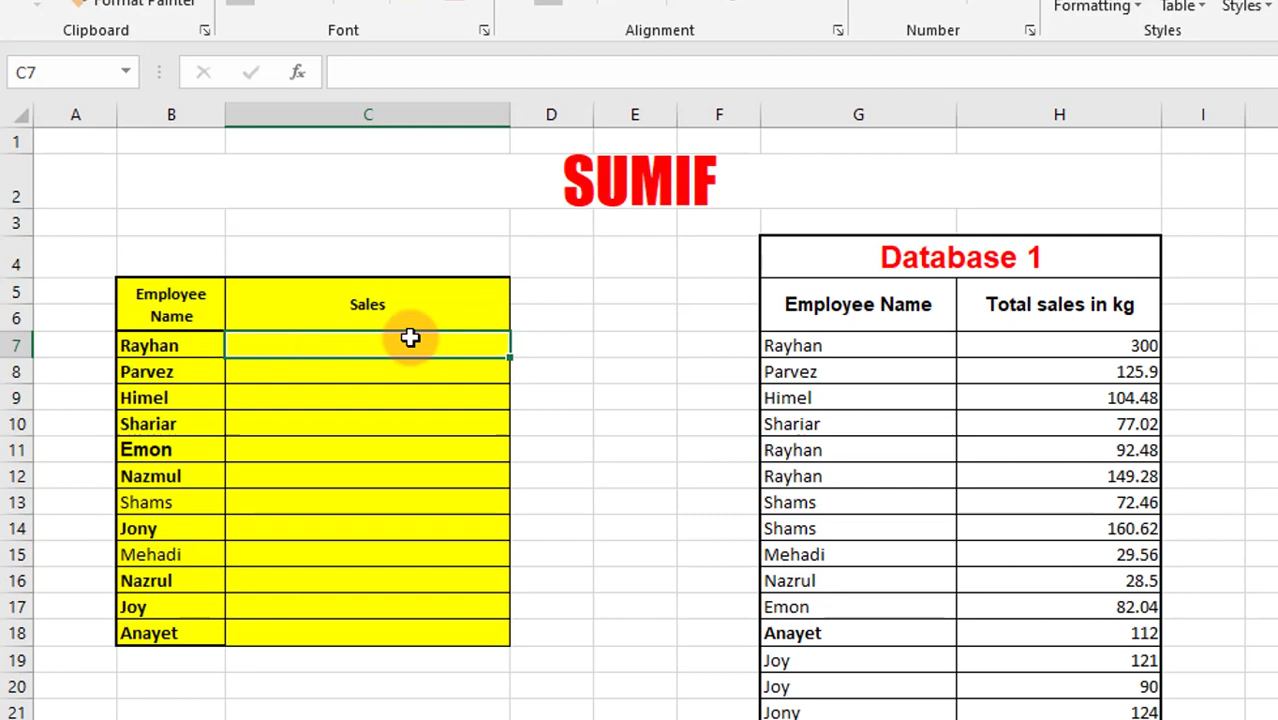 Format Painter
Formatting Table Styles
Clipboard Font Alignment Number Styles
C7 fx
A B C D E F G H I
1
2 SUMIF
3
4 Database 1
5 Employee Name Sales Employee Name Total sales in kg
6
7 Rayhan Rayhan 300
8 Parvez Parvez 125.9
9 Himel Himel 104.48
10 Shariar Shariar 77.02
11 Emon Rayhan 92.48
12 Nazmul Rayhan 149.28
13 Shams Shams 72.46
14 Jony Shams 160.62
15 Mehadi Mehadi 29.56
16 Nazrul Nazrul 28.5
17 Joy Emon 82.04
18 Anayet Anayet 112
19 Joy 121
20 Joy 90
21 Jony 124